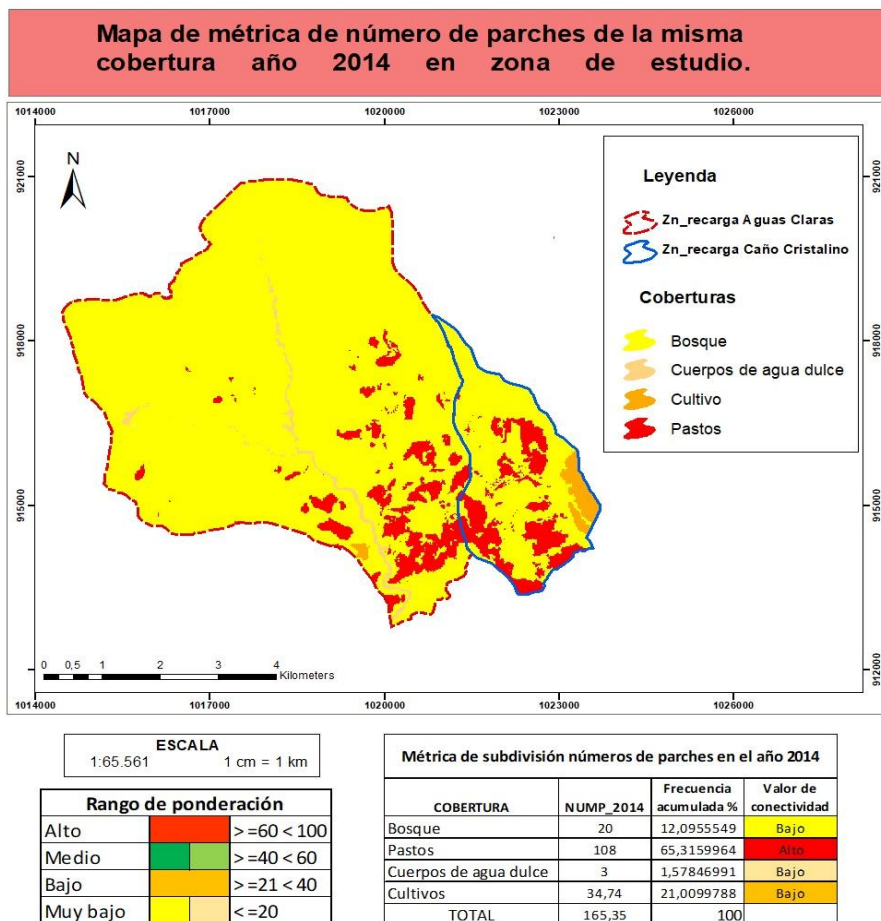 Mapa de métrica de número de parches de la misma
cobertura año 2014 en zona de estudio.
1014000 1017000 1020000 1023000 1026000
N
921000 921000
918000 918000
915000 915000
912000 912000
Leyenda
Zn_recarga Aguas Claras
Zn_recarga Caño Cristalino
Coberturas
Bosque
Cuerpos de agua dulce
Cultivo
Pastos
0 0,5 1 2 3 4
Kilometers
1014000 1017000 1020000 1023000 1026000
ESCALA
1:65.561 1 cm = 1 km
Rango de ponderación
Alto >=60 < 100
Medio >=40 < 60
Bajo >=21 < 40
Muy bajo <=20
Métrica de subdivisión números de parches en el año 2014
COBERTURA NUMP_2014 Frecuencia acumulada % Valor de conectividad
Bosque 20 12,0955549 Bajo
Pastos 108 65,3159964 Alto
Cuerpos de agua dulce 3 1,57846991 Bajo
Cultivos 34,74 21,0099788 Bajo
TOTAL 165,35 100